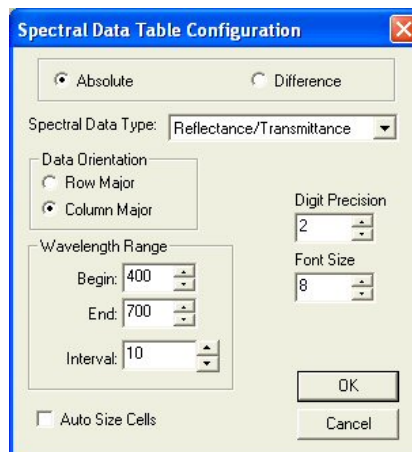 Spectral Data Table Configuration
Absolute Difference
Spectral Data Type: Reflectance/Transmittance
Data Orientation
Row Major
Column Major
Digit Precision
2
Wavelength Range
Font Size
Begin: 400
8
End: 700
Interval: 10
OK
Auto Size Cells
Cancel